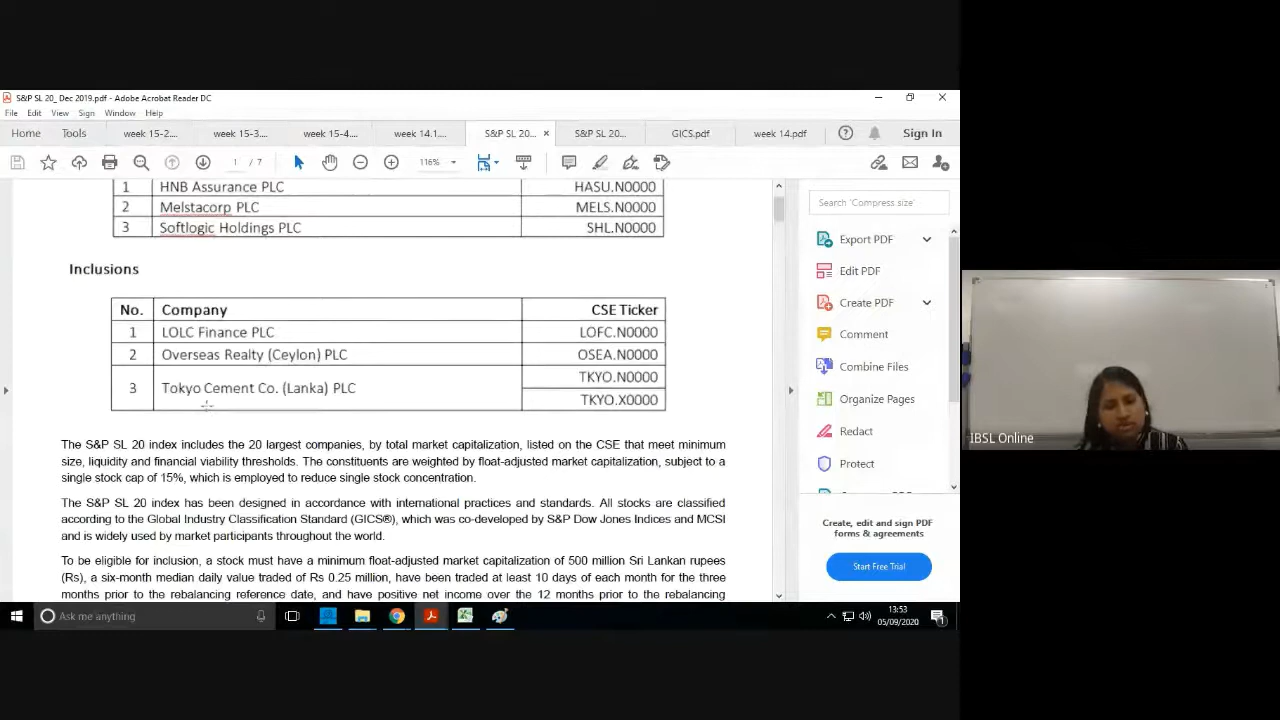 S&P SL 20_ Dec 2019.pdf - Adobe Acrobat Reader DC
File Edit View Sign Window Help
Home Tools week 15-2.... week 15-3.... week 15-4.... week 14.1.... S&P SL 20... × S&P SL 20... GICS.pdf week 14.pdf Sign In
1 / 7 116%
1 HNB Assurance PLC HASU.N0000
2 Melstacorp PLC MELS.N0000
3 Softlogic Holdings PLC SHL.N0000
Inclusions
No. Company CSE Ticker
1 LOLC Finance PLC LOFC.N0000
2 Overseas Realty (Ceylon) PLC OSEA.N0000
3 Tokyo Cement Co. (Lanka) PLC TKYO.N0000
TKYO.X0000
The S&P SL 20 index includes the 20 largest companies, by total market capitalization, listed on the CSE that meet minimum
size, liquidity and financial viability thresholds. The constituents are weighted by float-adjusted market capitalization, subject to a
single stock cap of 15%, which is employed to reduce single stock concentration.
The S&P SL 20 index has been designed in accordance with international practices and standards. All stocks are classified
according to the Global Industry Classification Standard (GICS®), which was co-developed by S&P Dow Jones Indices and MCSI
and is widely used by market participants throughout the world.
To be eligible for inclusion, a stock must have a minimum float-adjusted market capitalization of 500 million Sri Lankan rupees
(Rs), a six-month median daily value traded of Rs 0.25 million, have been traded at least 10 days of each month for the three
months prior to the rebalancing reference date, and have positive net income over the 12 months prior to the rebalancing
Search 'Compress size'
Export PDF
Edit PDF
Create PDF
Comment
Combine Files
Organize Pages
Redact
Protect
Create, edit and sign PDF
forms & agreements
Start Free Trial
Ask me anything
13:53
05/09/2020
IBSL Online